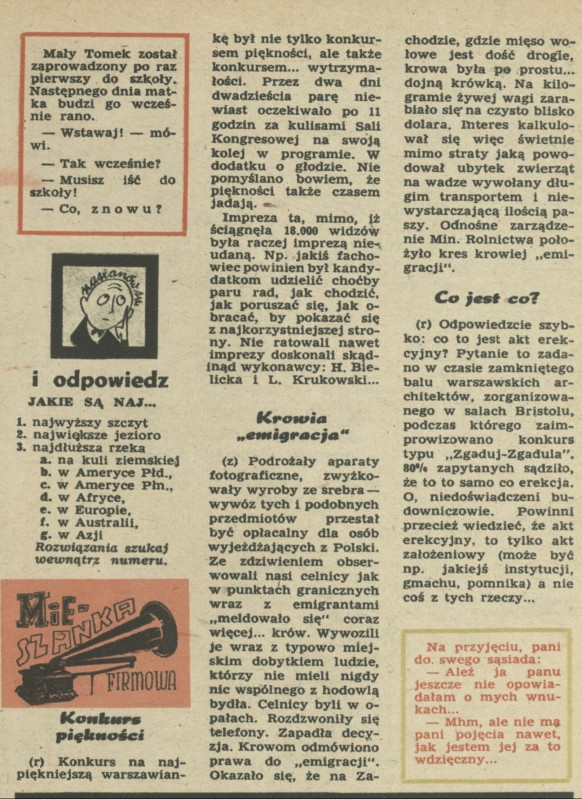 Mały Tomek został
zaprowadzony po raz
pierwszy do szkoły.
Następnego dnia mat-
ka budzi go wcześ-
nie rano.
— Wstawaj! — mó-
wi.
— Tak wcześnie?
— Musisz iść do
szkoły!
— Co, znowu?
zastanów się
i odpowiedz
JAKIE SĄ NAJ...
1. najwyższy szczyt
2. największe jezioro
3. najdłuższa rzeka
a. na kuli ziemskiej
b. w Ameryce Płd.,
c. w Ameryce Płn.,
d. w Afryce,
e. w Europie,
f. w Australii,
g. w Azji
Rozwiązania szukaj
wewnątrz numeru.
MIE-
SZANKA
FIRMOWA
Konkurs
piękności
(r) Konkurs na naj-
piękniejszą warszawian-
kę był nie tylko konkur-
sem piękności, ale także
konkursem... wytrzyma-
łości. Przez dwa dni
dwadzieścia parę nie-
wiast oczekiwało po 11
godzin za kulisami Sali
Kongresowej na swoją
kolej w programie. W
dodatku o głodzie. Nie
pomyślano bowiem, że
piękności także czasem
jadają.
Impreza ta, mimo, iż
ściągnęła 18.000 widzów
była raczej imprezą nie-
udaną. Np. jakiś facho-
wiec powinien był kandy-
datkom udzielić choćby
paru rad, jak chodzić,
jak poruszać się, jak o-
bracać, by pokazać się
z najkorzystniejszej stro-
ny. Nie ratowali nawet
imprezy doskonali skąd-
inąd wykonawcy: H. Bie-
licka i L. Krukowski...
Krowia
„emigracja"
(z) Podrożały aparaty
fotograficzne, zwyżko-
wały wyroby ze srebra —
wywóz tych i podobnych
przedmiotów przestał
być opłacalny dla osób
wyjeżdżających z Polski.
Ze zdziwieniem obser-
wowali nasi celnicy jak
w punktach granicznych
wraz z emigrantami
„meldowało się" coraz
więcej... krów. Wywozili
je wraz z typowo miej-
skim dobytkiem ludzie,
którzy nie mieli nigdy
nic wspólnego z hodowlą
bydła. Celnicy byli w o-
pałach. Rozdzwoniły się
telefony. Zapadła decy-
zja. Krowom odmówiono
prawa do „emigracji".
Okazało się, że na Za-
chodzie, gdzie mięso wo-
łowe jest dość drogie,
krowa była po prostu...
dojną krówką. Na kilo-
gramie żywej wagi zara-
biało się na czysto blisko
dolara. Interes kalkulo-
wał się więc świetnie
mimo straty jaką powo-
dował ubytek zwierząt
na wadze wywołany dłu-
gim transportem i nie-
wystarczającą ilością pa-
szy. Odnośne zarządze-
nie Min. Rolnictwa poło-
żyło kres krowiej „emi-
gracji".
Co jest co?
(r) Odpowiedzcie szyb-
ko: co to jest akt erek-
cyjny? Pytanie to zada-
no w czasie zamkniętego
balu warszawskich ar-
chitektów, zorganizowa-
nego w salach Bristolu,
podczas którego zaim-
prowizowano konkurs
typu „Zgaduj-Zgadula".
80% zapytanych sądziło,
że to to samo co erekcja.
O, niedoświadczeni bu-
downiczowie. Powinni
przecież wiedzieć, że akt
erekcyjny, to tylko akt
założeniowy (może być
np. jakiejś instytucji,
gmachu, pomnika) a nie
coś z tych rzeczy...
Na przyjęciu, pani
do swego sąsiada:
— Ależ ja panu
jeszcze nie opowia-
dałam o mych wnu-
kach...
— Mhm, ale nie ma
pani pojęcia nawet,
jak jestem jej za to
wdzięczny...